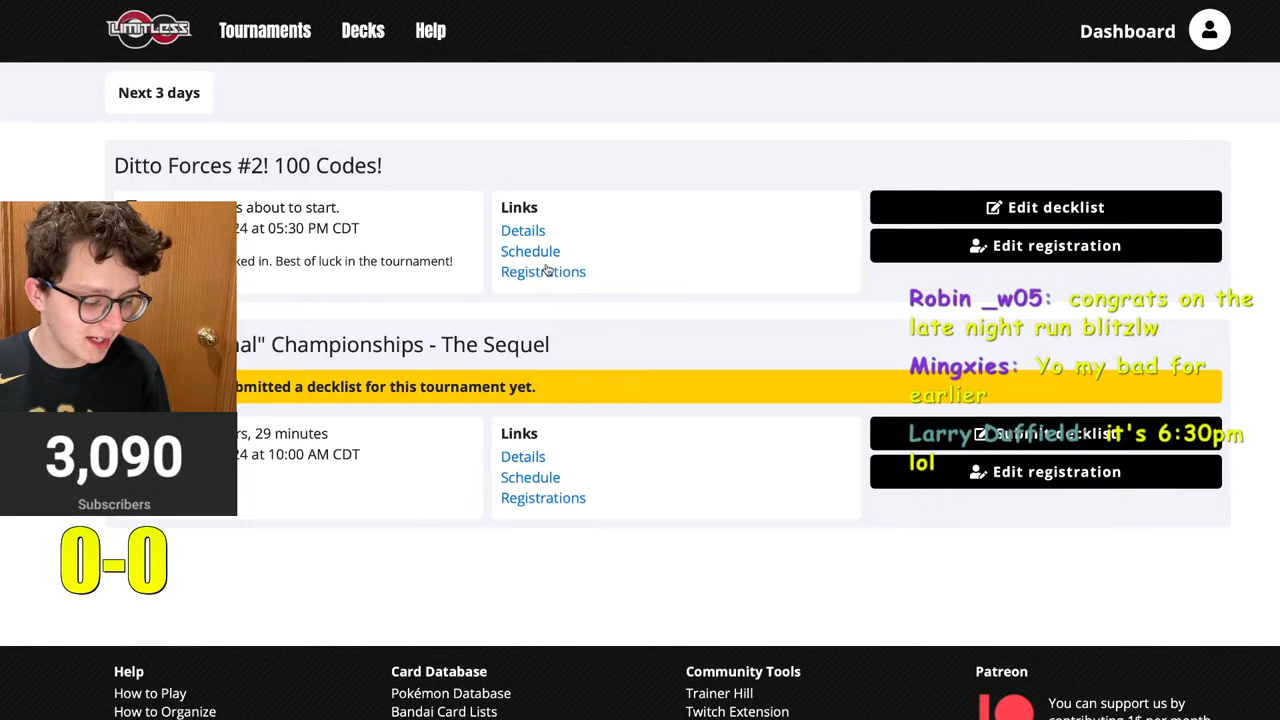 LIMITLESS
Tournaments
Decks
Help
Dashboard
Next 3 days
Ditto Forces #2! 100 Codes!
s about to start.
24 at 05:30 PM CDT
ked in. Best of luck in the tournament!
Links
Details
Schedule
Registrations
Edit decklist
Edit registration
nal" Championships - The Sequel
bmitted a decklist for this tournament yet.
rs, 29 minutes
24 at 10:00 AM CDT
Links
Details
Schedule
Registrations
Submit decklist
Edit registration
Robin _w05: congrats on the
late night run blitzlw
Mingxies: Yo my bad for
earlier
Larry Duffield: it's 6:30pm
lol
3,090
Subscribers
0-0
Help
How to Play
How to Organize
Card Database
Pokémon Database
Bandai Card Lists
Community Tools
Trainer Hill
Twitch Extension
Patreon
You can support us by
contributing 1$ per month